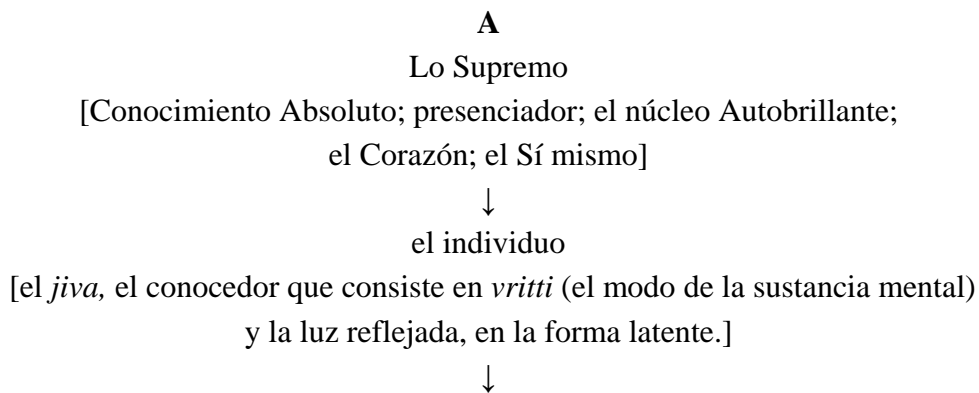 A
Lo Supremo
[Conocimiento Absoluto; presenciador; el núcleo Autobrillante;
el Corazón; el Sí mismo]
↓
el individuo
[el jiva, el conocedor que consiste en vritti (el modo de la sustancia mental)
y la luz reflejada, en la forma latente.]
↓